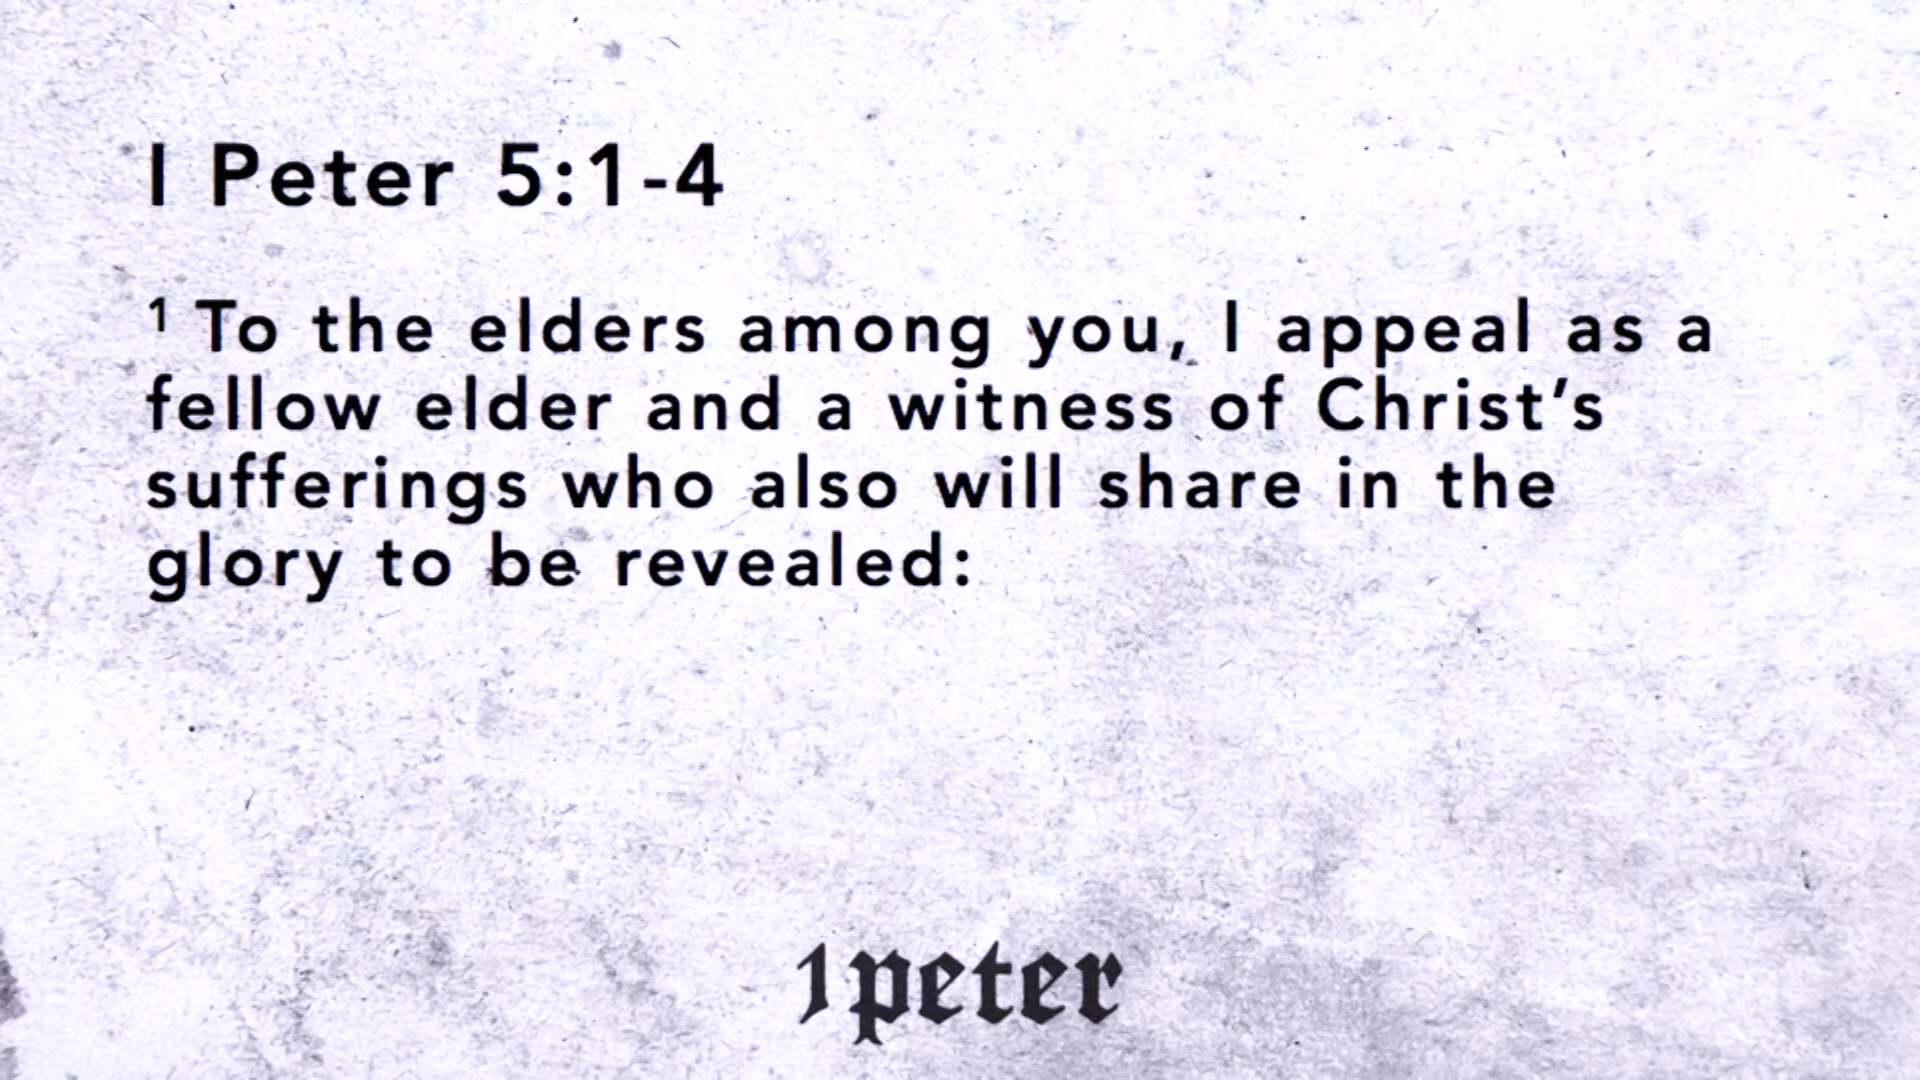 I Peter 5:1-4
¹ To the elders among you, I appeal as a
fellow elder and a witness of Christ’s
sufferings who also will share in the
glory to be revealed:
1peter